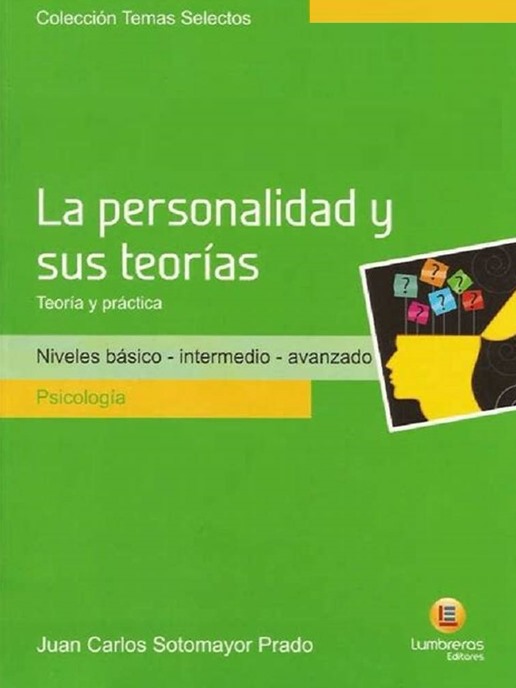 Colección Temas Selectos
La personalidad y
sus teorías
Teoría y práctica
Niveles básico - intermedio - avanzado
Psicología
? ? ? ? ?
Juan Carlos Sotomayor Prado
Lumbreras
Editores